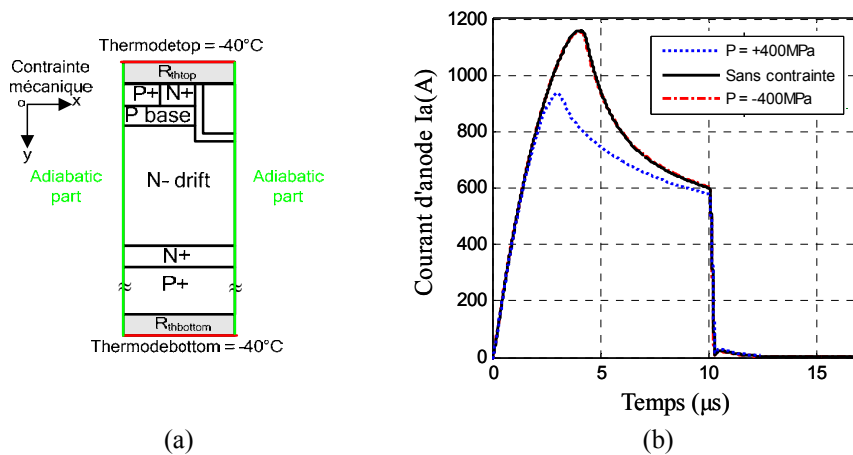 Thermodetop = -40°C
Contrainte
mécanique
x
y
Rthtop
P+ N+
P base
Adiabatic
part
N- drift
Adiabatic
part
N+
P+
≈ ≈
Rthbottom
Thermodebottom = -40°C
(a)
Courant d'anode Ia(A)
1200
1000
800
600
400
200
0
P = +400MPa
Sans contrainte
P = -400MPa
0 5 10 15
Temps (µs)
(b)